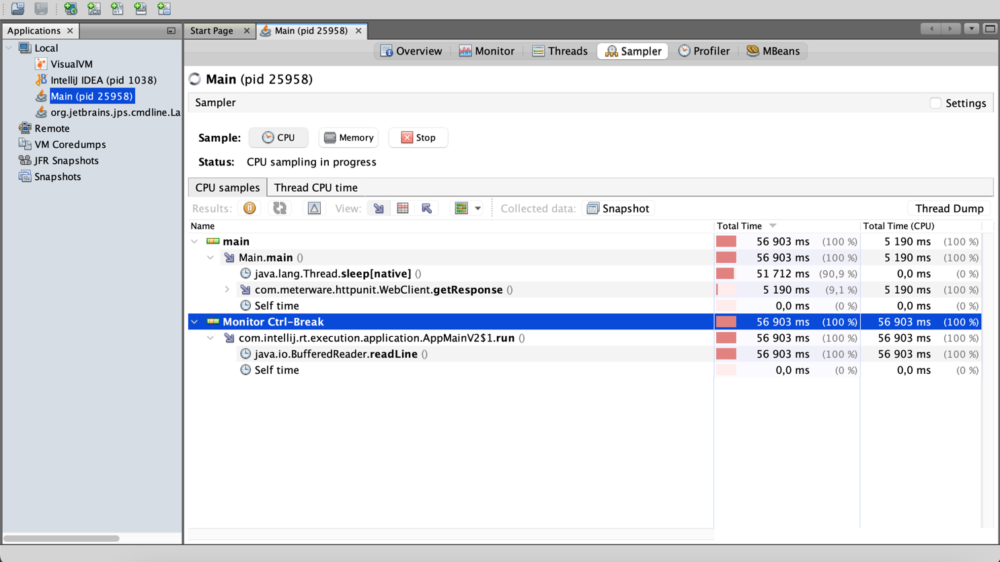 Applications
Start Page
Main (pid 25958)
Local
VisualVM
IntelliJ IDEA (pid 1038)
Main (pid 25958)
org.jetbrains.jps.cmdline.La
Remote
VM Coredumps
JFR Snapshots
Snapshots
Overview Monitor Threads Sampler Profiler MBeans
Main (pid 25958)
Sampler Settings
Sample: CPU Memory Stop
Status: CPU sampling in progress
CPU samples Thread CPU time
Results: View: Collected data: Snapshot Thread Dump
Name Total Time Total Time (CPU)
main 56 903 ms (100 %) 5 190 ms (100 %)
Main.main () 56 903 ms (100 %) 5 190 ms (100 %)
java.lang.Thread.sleep[native] () 51 712 ms (90,9 %) 0,0 ms (0 %)
com.meterware.httpunit.WebClient.getResponse () 5 190 ms (9,1 %) 5 190 ms (100 %)
Self time 0,0 ms (0 %) 0,0 ms (0 %)
Monitor Ctrl-Break 56 903 ms (100 %) 56 903 ms (100 %)
com.intellij.rt.execution.application.AppMainV2$1.run () 56 903 ms (100 %) 56 903 ms (100 %)
java.io.BufferedReader.readLine () 56 903 ms (100 %) 56 903 ms (100 %)
Self time 0,0 ms (0 %) 0,0 ms (0 %)